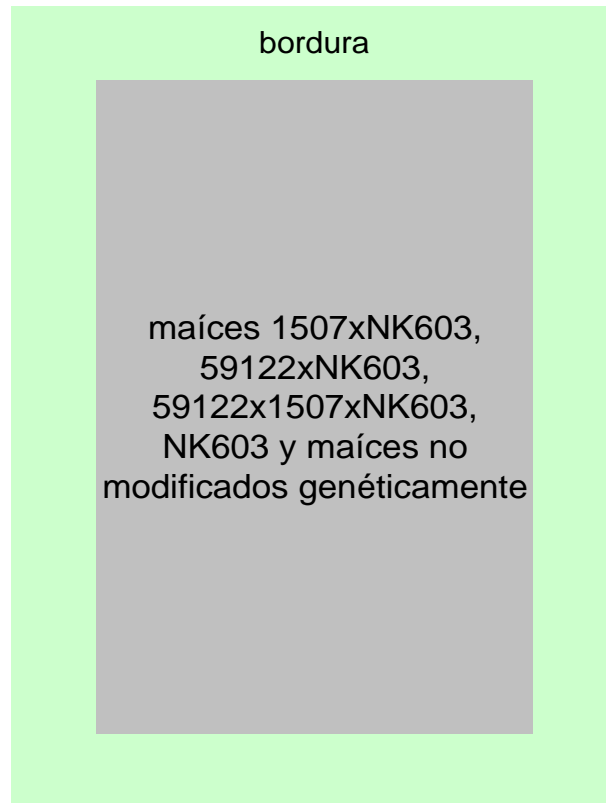 bordura
maíces 1507xNK603,
59122xNK603,
59122x1507xNK603,
NK603 y maíces no
modificados genéticamente